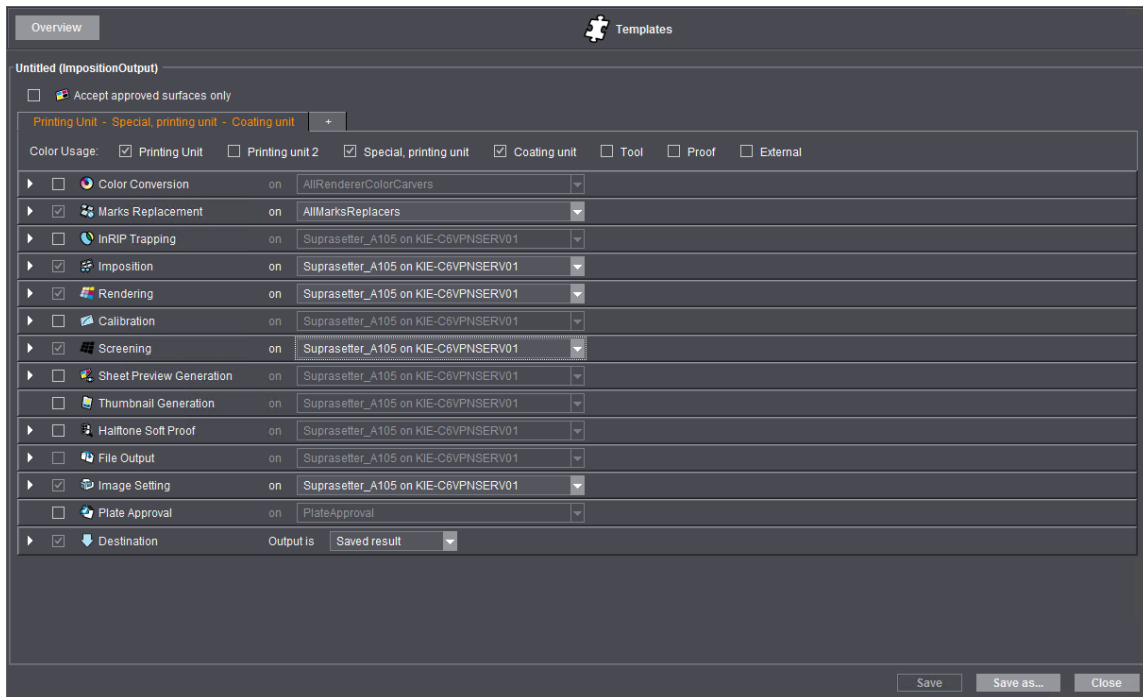 Overview
Templates
Untitled (ImpositionOutput)
Accept approved surfaces only
Printing Unit - Special, printing unit - Coating unit +
Color Usage: Printing Unit Printing unit 2 Special, printing unit Coating unit Tool Proof External
Color Conversion on AllRendererColorCarvers
Marks Replacement on AllMarksReplacers
InRIP Trapping on Suprasetter_A105 on KIE-C6VPNSERV01
Imposition on Suprasetter_A105 on KIE-C6VPNSERV01
Rendering on Suprasetter_A105 on KIE-C6VPNSERV01
Calibration on Suprasetter_A105 on KIE-C6VPNSERV01
Screening on Suprasetter_A105 on KIE-C6VPNSERV01
Sheet Preview Generation on Suprasetter_A105 on KIE-C6VPNSERV01
Thumbnail Generation on Suprasetter_A105 on KIE-C6VPNSERV01
Halftone Soft Proof on Suprasetter_A105 on KIE-C6VPNSERV01
File Output on Suprasetter_A105 on KIE-C6VPNSERV01
Image Setting on Suprasetter_A105 on KIE-C6VPNSERV01
Plate Approval on PlateApproval
Destination Output is Saved result
Save Save as... Close